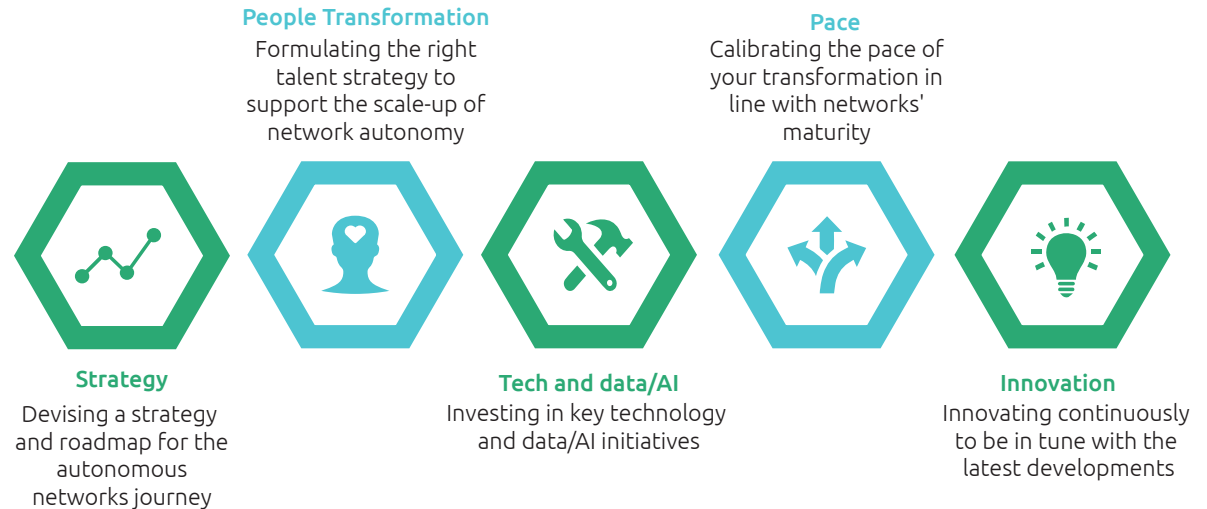 People Transformation
Formulating the right
talent strategy to
support the scale-up of
network autonomy
Pace
Calibrating the pace of
your transformation in
line with networks'
maturity
Strategy
Devising a strategy
and roadmap for the
autonomous
networks journey
Tech and data/AI
Investing in key technology
and data/AI initiatives
Innovation
Innovating continuously
to be in tune with the
latest developments